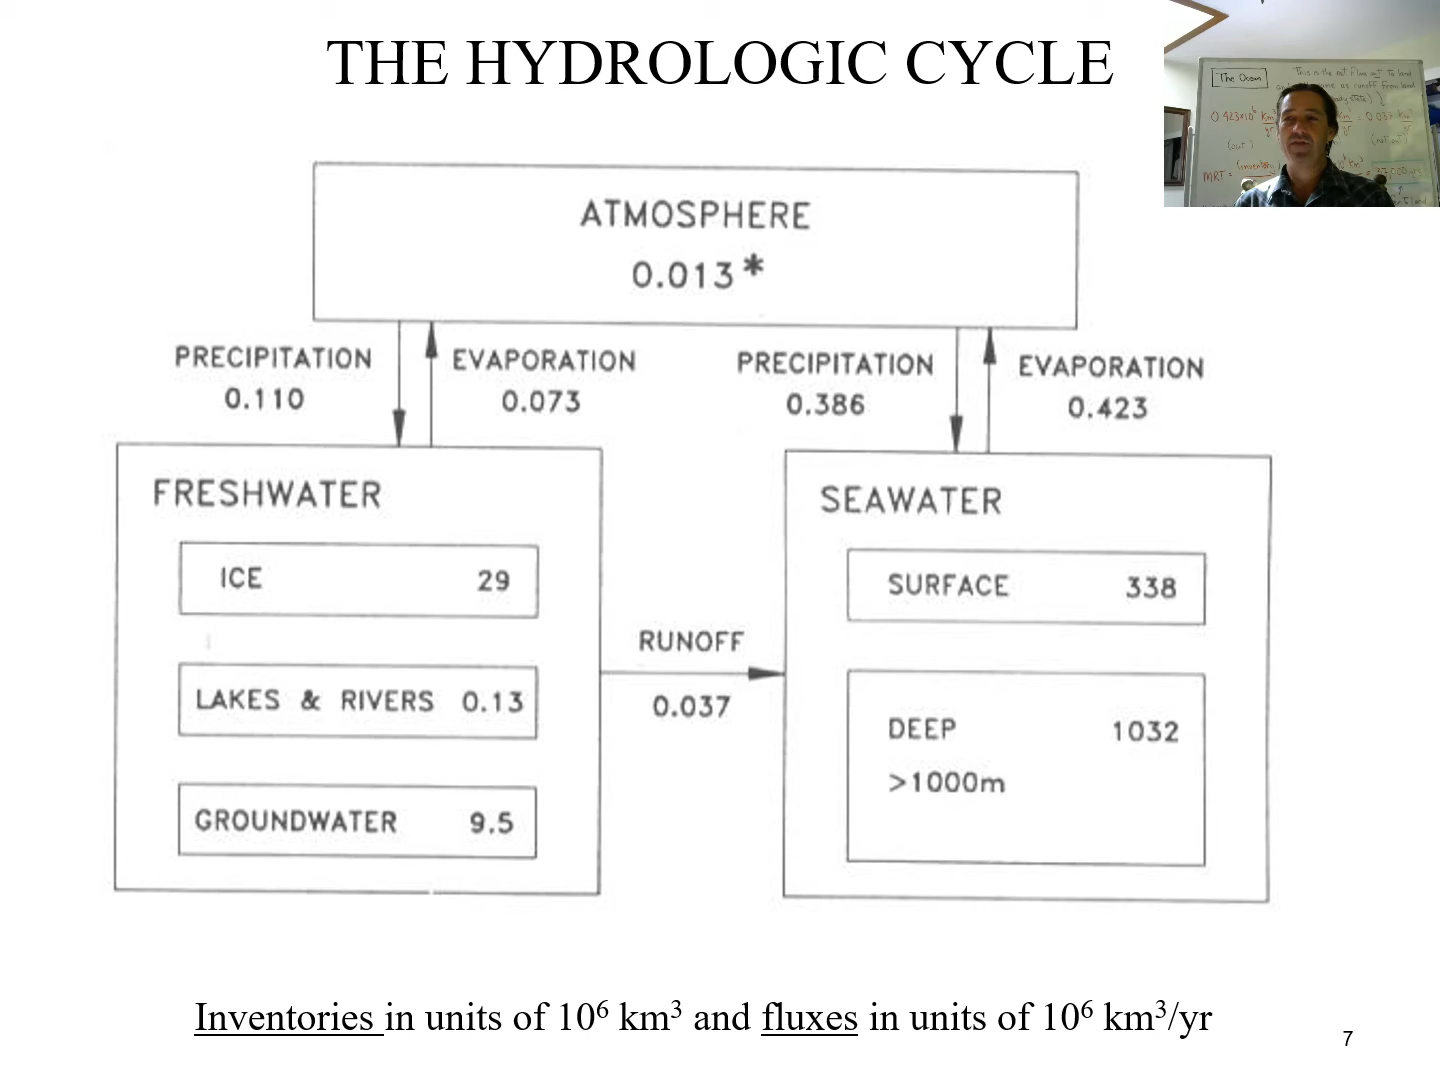 THE HYDROLOGIC CYCLE
"The Ocean"
ATMOSPHERE
0.013*
PRECIPITATION
0.110
EVAPORATION
0.073
PRECIPITATION
0.386
EVAPORATION
0.423
FRESHWATER
ICE 29
LAKES & RIVERS 0.13
GROUNDWATER 9.5
RUNOFF
0.037
SEAWATER
SURFACE 338
DEEP 1032
>1000m
Inventories in units of 10⁶ km³ and fluxes in units of 10⁶ km³/yr
7